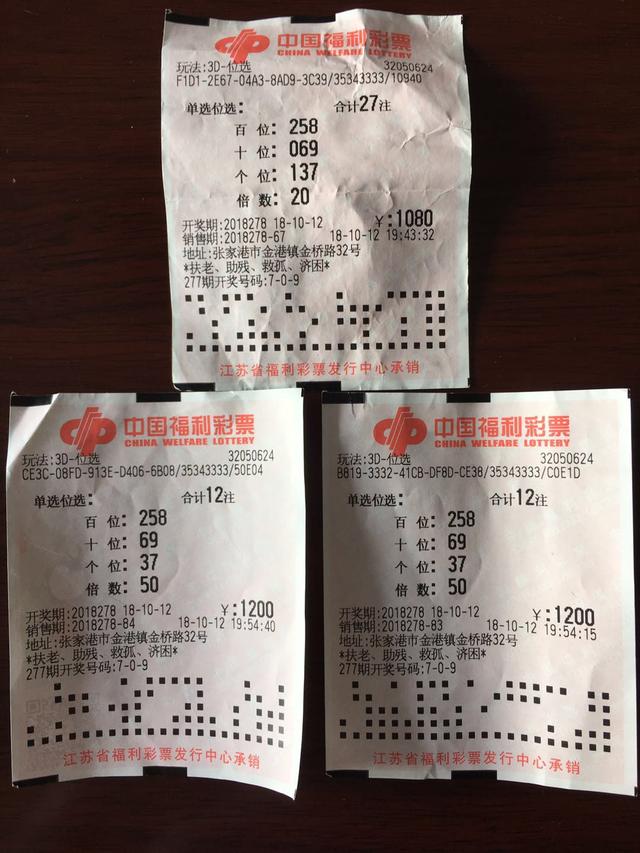 中国福利彩票
CHINA WELFARE LOTTERY
玩法:3D-位选 32050624
F1D1-2E67-04A3-8AD9-3C39/35343333/10940
单选位选: 合计27注
百 位: 258
十 位: 069
个 位: 137
倍 数: 20
开奖期:2018278 18-10-12 ¥:1080
销售期:2018278-67 18-10-12 19:43:32
地址:张家港市金港镇金桥路32号
*扶老、助残、救孤、济困*
277期开奖号码:7-0-9
江苏省福利彩票发行中心承销
中国福利彩票
CHINA WELFARE LOTTERY
玩法:3D-位选 32050624
CE3C-08FD-913E-D406-6B08/35343333/50E04
单选位选: 合计12注
百 位: 258
十 位: 69
个 位: 37
倍 数: 50
开奖期:2018278 18-10-12 ¥:1200
销售期:2018278-84 18-10-12 19:54:40
地址:张家港市金港镇金桥路32号
*扶老、助残、救孤、济困*
277期开奖号码:7-0-9
江苏省福利彩票发行中心承销
中国福利彩票
CHINA WELFARE LOTTERY
玩法:3D-位选 32050624
B819-3332-41CB-DF8D-CE38/35343333/C0E1D
单选位选: 合计12注
百 位: 258
十 位: 69
个 位: 37
倍 数: 50
开奖期:2018278 18-10-12 ¥:1200
销售期:2018278-83 18-10-12 19:54:15
地址:张家港市金港镇金桥路32号
*扶老、助残、救孤、济困*
277期开奖号码:7-0-9
江苏省福利彩票发行中心承销